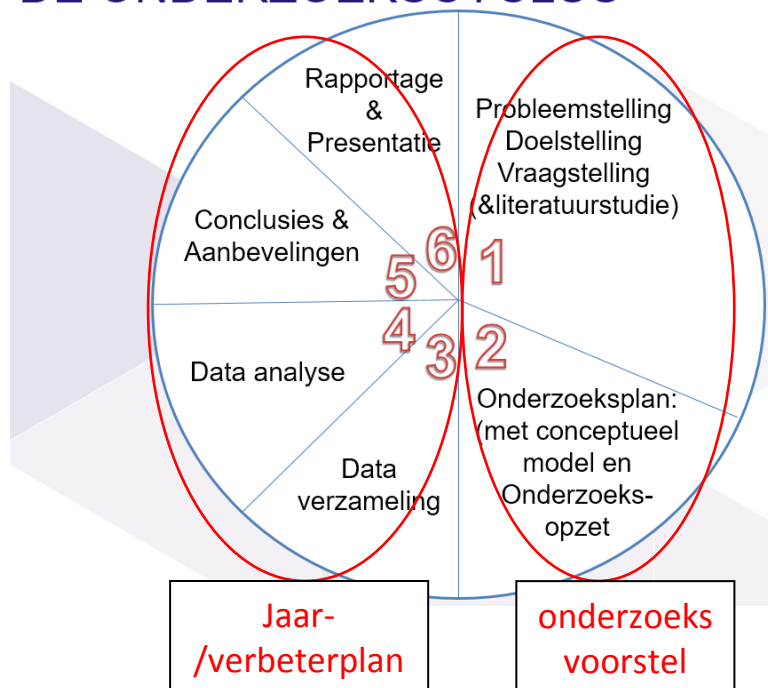 Rapportage
&
Presentatie
Probleemstelling
Doelstelling
Vraagstelling
(&literatuurstudie)
Conclusies &
Aanbevelingen
6
1
5
4
3
2
Data analyse
Onderzoeksplan:
(met conceptueel
model en
Onderzoeks-
opzet
Data
verzameling
Jaar-
/verbeterplan
onderzoeks
voorstel